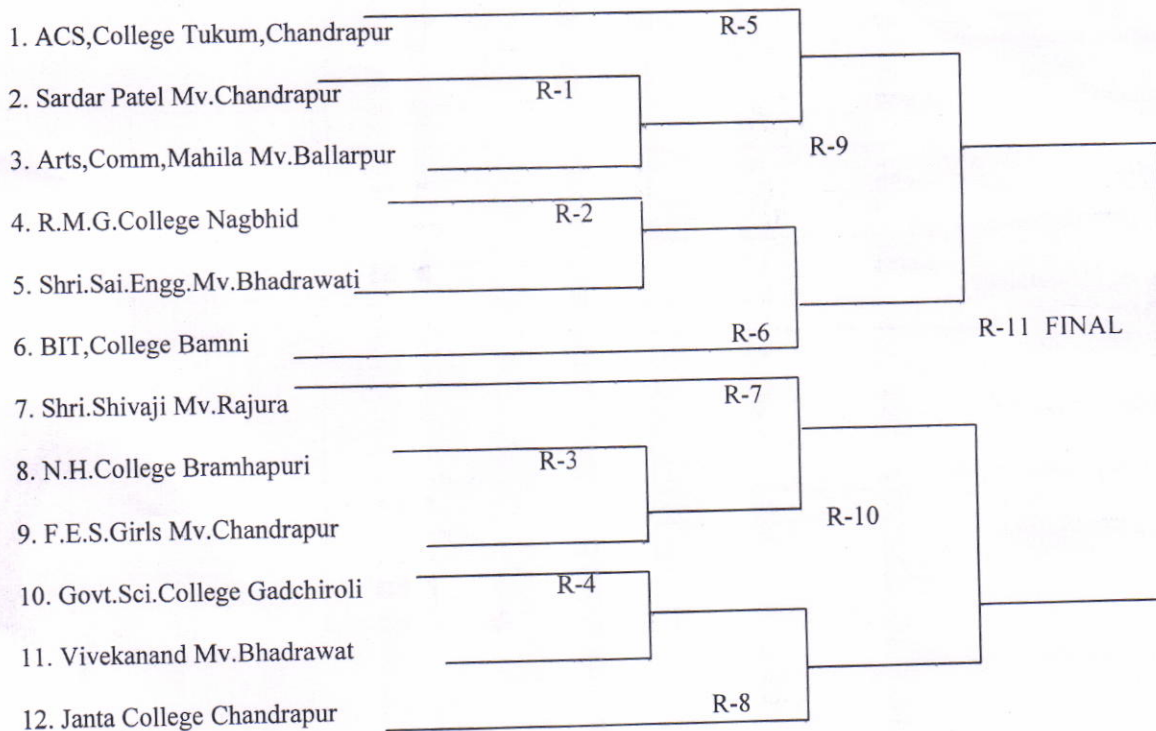 1. ACS,College Tukum,Chandrapur
R-5
2. Sardar Patel Mv.Chandrapur
R-1
3. Arts,Comm,Mahila Mv.Ballarpur
R-9
4. R.M.G.College Nagbhid
R-2
5. Shri.Sai.Engg.Mv.Bhadrawati
R-11 FINAL
6. BIT,College Bamni
R-6
7. Shri.Shivaji Mv.Rajura
R-7
8. N.H.College Bramhapuri
R-3
9. F.E.S.Girls Mv.Chandrapur
R-10
10. Govt.Sci.College Gadchiroli
R-4
11. Vivekanand Mv.Bhadrawat
12. Janta College Chandrapur
R-8